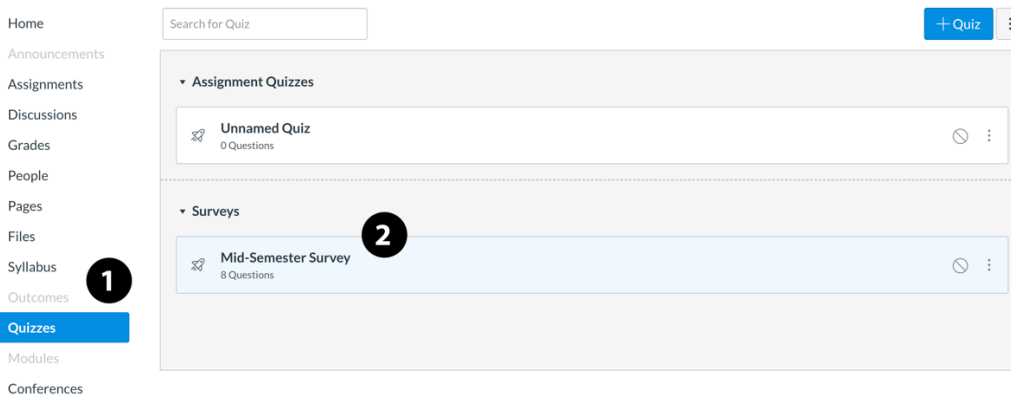 Home
Announcements
Assignments
Discussions
Grades
People
Pages
Files
Syllabus
1
Outcomes
Quizzes
Modules
Conferences
Search for Quiz
+ Quiz
Assignment Quizzes
Unnamed Quiz
0 Questions
Surveys
2
Mid-Semester Survey
8 Questions